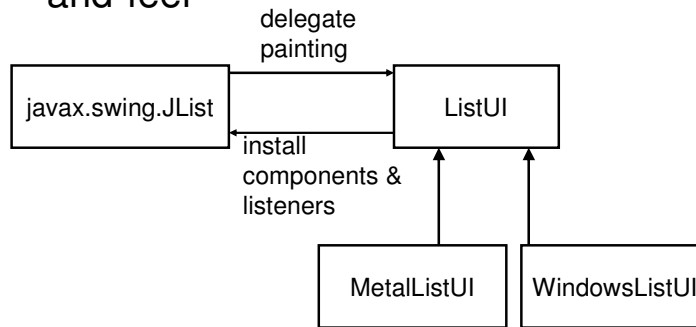 and feel
delegate
painting
javax.swing.JList
ListUI
install
components &
listeners
MetalListUI
WindowsListUI